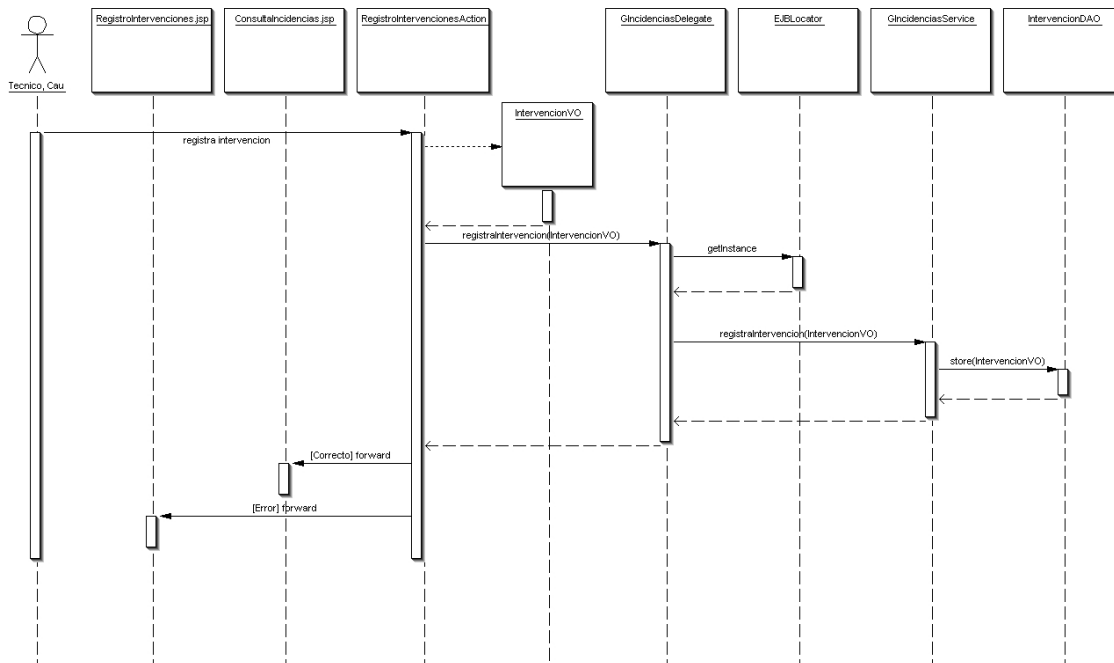 RegistroIntervenciones.jsp
ConsultaIncidencias.jsp
RegistroIntervencionesAction
GIncidenciasDelegate
EJBLocator
GIncidenciasService
IntervencionDAO
Tecnico, Cau
IntervencionVO
registra intervencion
registraIntervencion(IntervencionVO)
getInstance
registraIntervencion(IntervencionVO)
store(IntervencionVO)
[Correcto] forward
[Error] forward